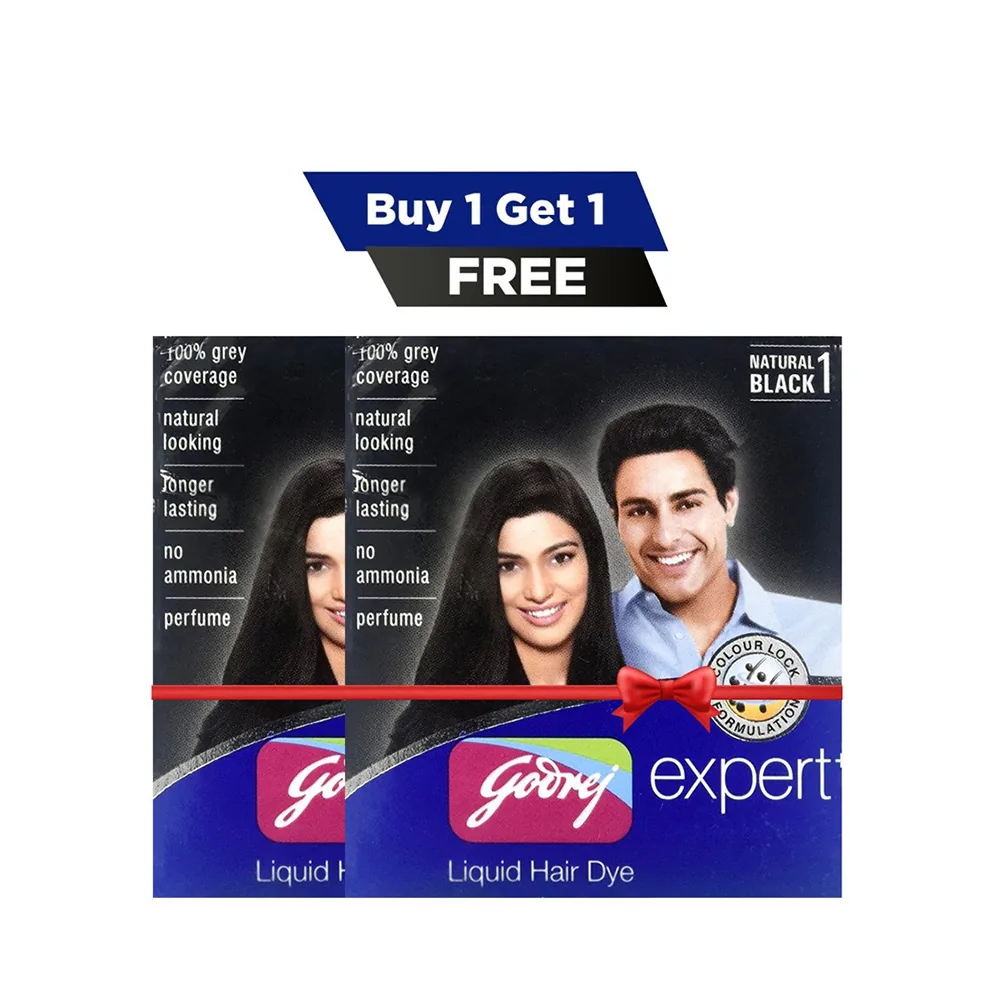 Buy 1 Get 1
FREE
100% grey
coverage
natural
looking
longer
lasting
no
ammonia
perfume
Go
Liquid H
100% grey
coverage
natural
looking
longer
lasting
no
ammonia
perfume
NATURAL 1
BLACK
COLOUR LOCK
FORMULATION
Godrej
expert+
Liquid Hair Dye